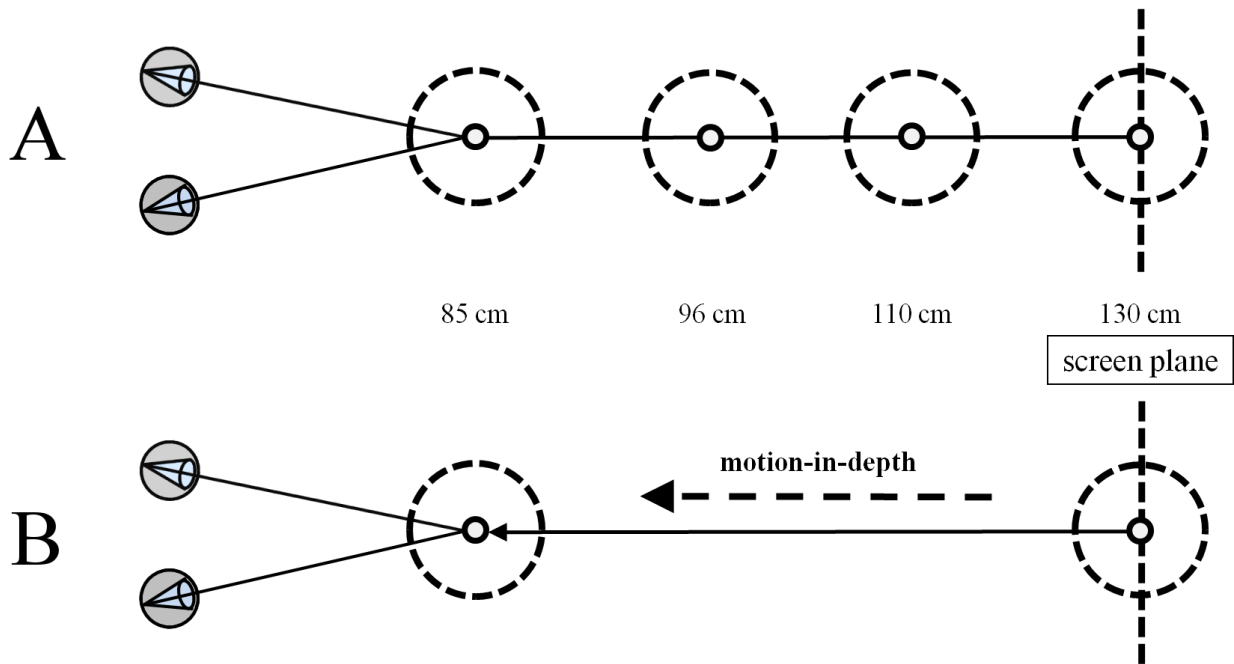 A
85 cm
96 cm
110 cm
130 cm
screen plane
motion-in-depth
B